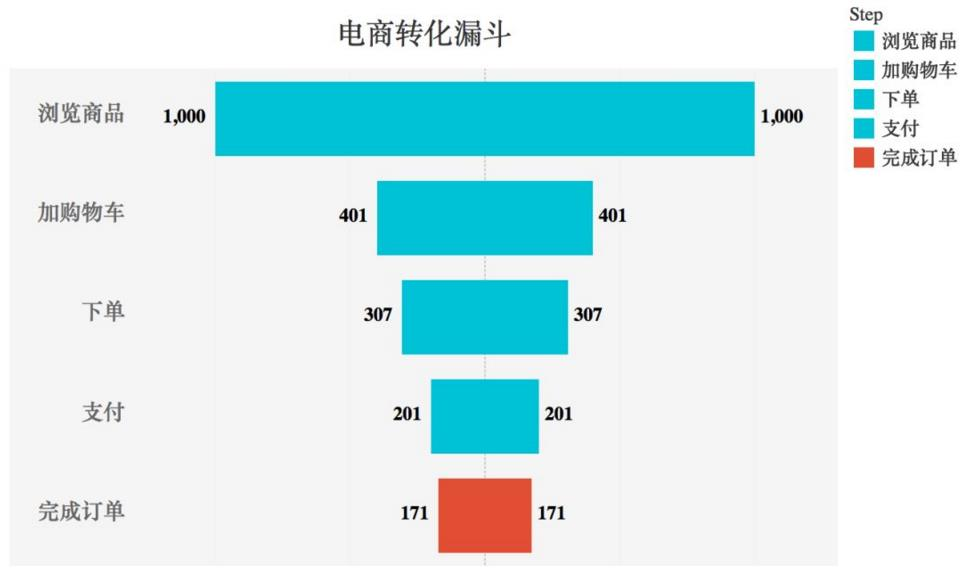 电商转化漏斗
Step
浏览商品
加购物车
下单
支付
完成订单
浏览商品 1,000 1,000
加购物车 401 401
下单 307 307
支付 201 201
完成订单 171 171